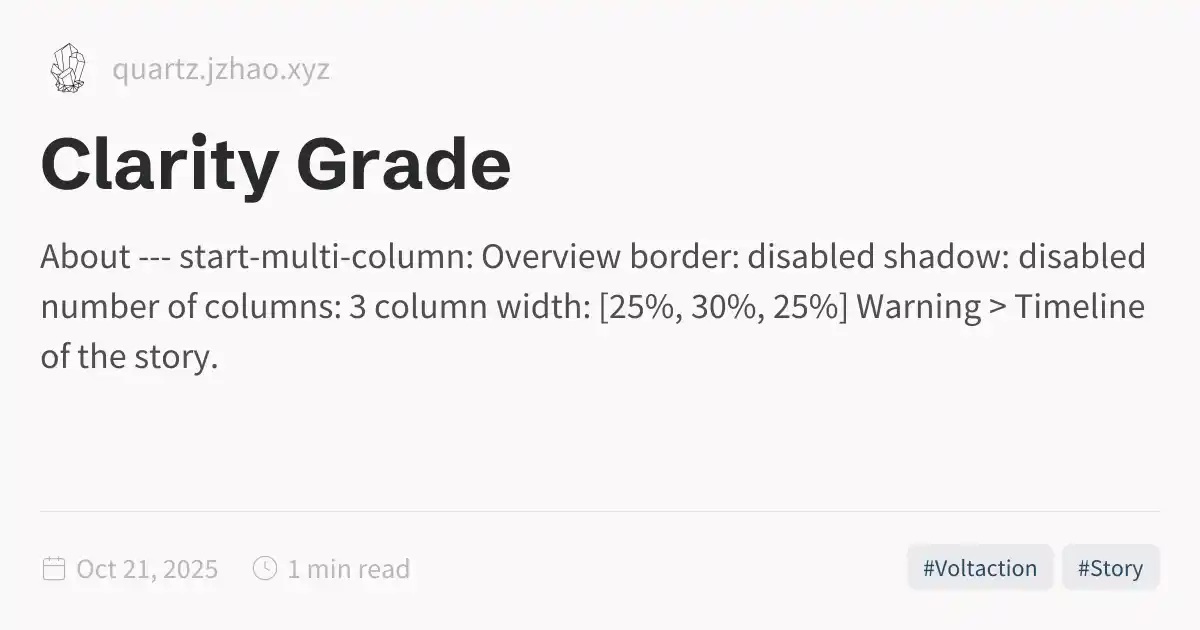 quartz.jzhao.xyz
Clarity Grade
About --- start-multi-column: Overview border: disabled shadow: disabled
number of columns: 3 column width: [25%, 30%, 25%] Warning > Timeline
of the story.
Oct 21, 2025 1 min read #Voltaction #Story